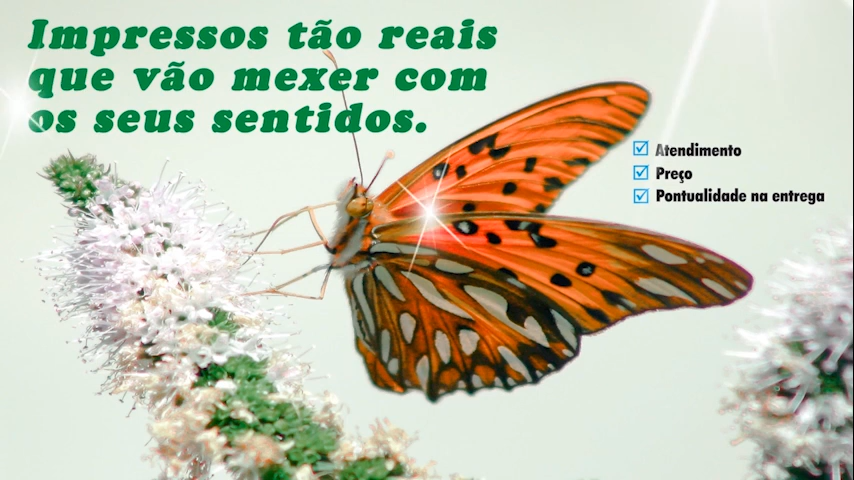 Impressos tão reais
que vão mexer com
os seus sentidos.
Atendimento
Preço
Pontualidade na entrega